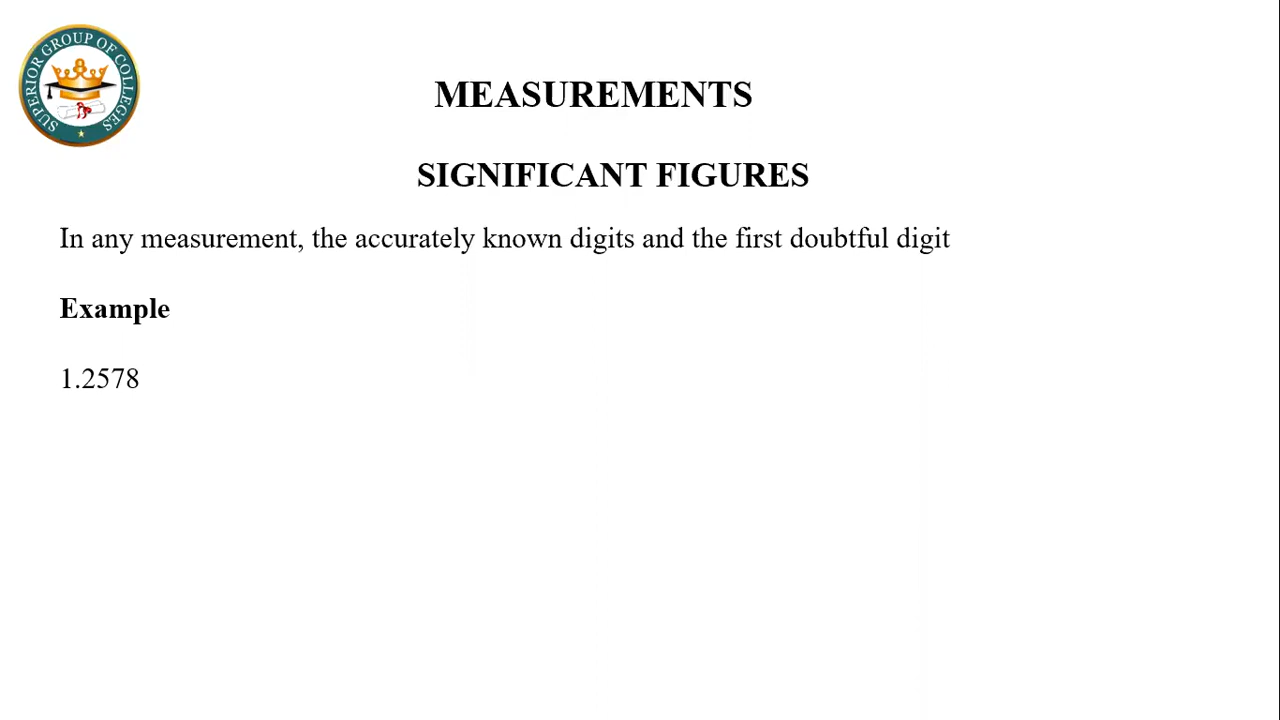 SUPERIOR GROUP OF COLLEGES
MEASUREMENTS
SIGNIFICANT FIGURES
In any measurement, the accurately known digits and the first doubtful digit
Example
1.2578